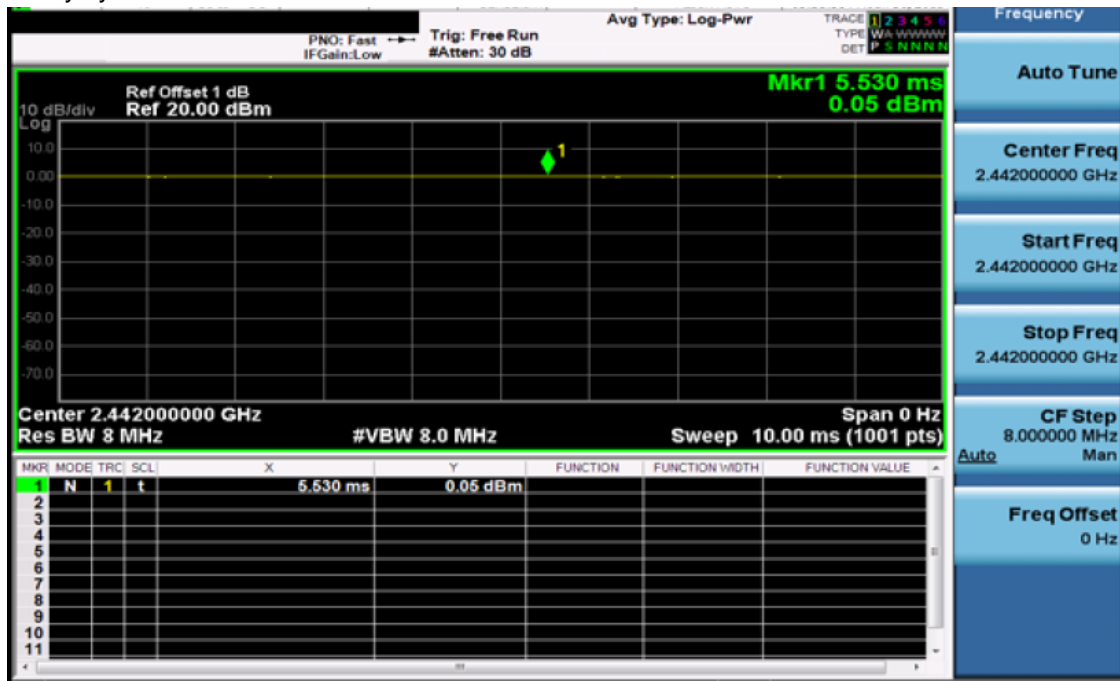 Frequency
Avg Type: Log-Pwr
TRACE 1 2 3 4 5 6
PNO: Fast
Trig: Free Run
TYPE WA WWWWW
IFGain:Low
#Atten: 30 dB
DET P S N N N N
Auto Tune
Mkr1 5.530 ms
0.05 dBm
Ref Offset 1 dB
10 dB/div
Ref 20.00 dBm
Log
10.0
0.00
-10.0
-20.0
-30.0
-40.0
-50.0
-60.0
-70.0
1
Center Freq
2.442000000 GHz
Start Freq
2.442000000 GHz
Stop Freq
2.442000000 GHz
Center 2.442000000 GHz
Span 0 Hz
Res BW 8 MHz
#VBW 8.0 MHz
Sweep 10.00 ms (1001 pts)
CF Step
8.000000 MHz
Auto Man
MKR MODE TRC SCL X Y FUNCTION FUNCTION WIDTH FUNCTION VALUE
1 N 1 t 5.530 ms 0.05 dBm
2
3
4
5
6
7
8
9
10
11
Freq Offset
0 Hz